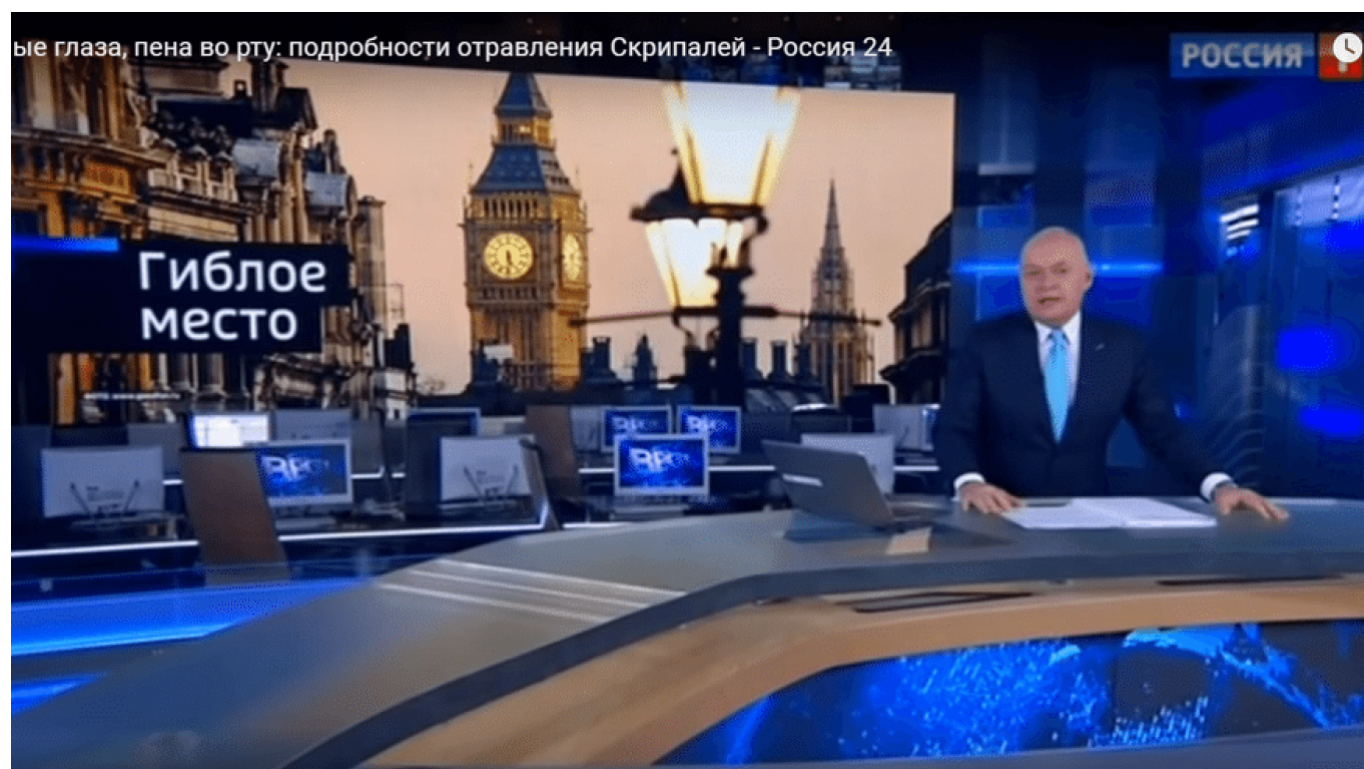 ые глаза, пена во рту: подробности отравления Скрипалей - Россия 24
РОССИЯ
Гиблое
место